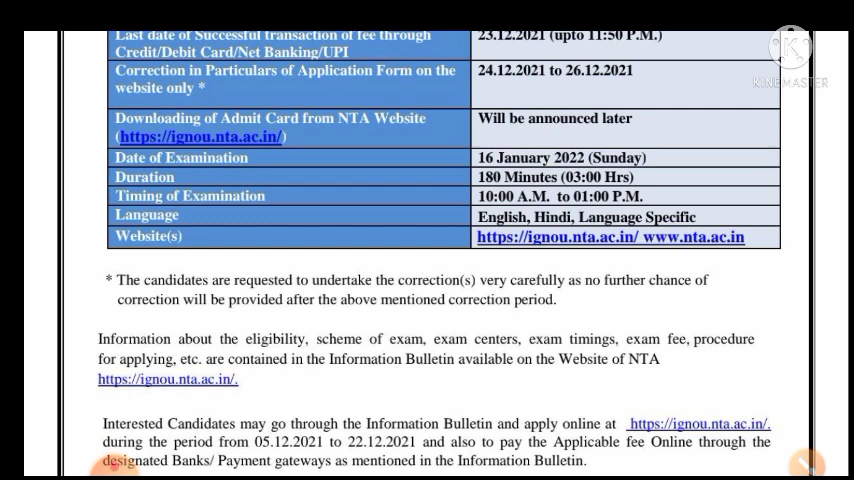 Last date of Successful transaction of fee through
Credit/Debit Card/Net Banking/UPI
23.12.2021 (upto 11:50 P.M.)
Correction in Particulars of Application Form on the
website only *
24.12.2021 to 26.12.2021
Downloading of Admit Card from NTA Website
(https://ignou.nta.ac.in/)
Will be announced later
Date of Examination
16 January 2022 (Sunday)
Duration
180 Minutes (03:00 Hrs)
Timing of Examination
10:00 A.M. to 01:00 P.M.
Language
English, Hindi, Language Specific
Website(s)
https://ignou.nta.ac.in/ www.nta.ac.in
* The candidates are requested to undertake the correction(s) very carefully as no further chance of
correction will be provided after the above mentioned correction period.
Information about the eligibility, scheme of exam, exam centers, exam timings, exam fee, procedure
for applying, etc. are contained in the Information Bulletin available on the Website of NTA
https://ignou.nta.ac.in/.
Interested Candidates may go through the Information Bulletin and apply online at https://ignou.nta.ac.in/.
during the period from 05.12.2021 to 22.12.2021 and also to pay the Applicable fee Online through the
designated Banks/ Payment gateways as mentioned in the Information Bulletin.
K
KINEMASTER